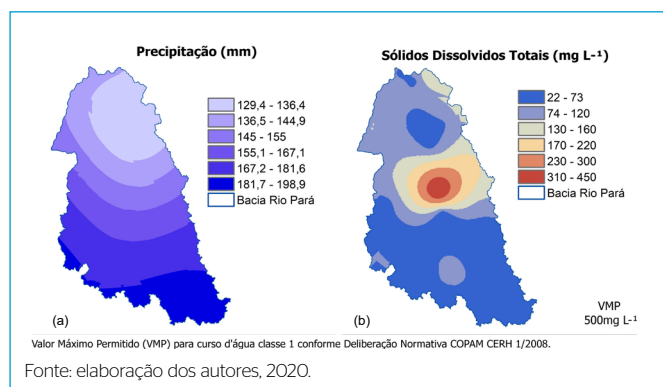 Precipitação (mm)
129,4 - 136,4
136,5 - 144,9
145 - 155
155,1 - 167,1
167,2 - 181,6
181,7 - 198,9
Bacia Rio Pará
(a)
Sólidos Dissolvidos Totais (mg L-¹)
22 - 73
74 - 120
130 - 160
170 - 220
230 - 300
310 - 450
Bacia Rio Pará
(b)
VMP
500mg L-¹
Valor Máximo Permitido (VMP) para curso d'água classe 1 conforme Deliberação Normativa COPAM CERH 1/2008.
Fonte: elaboração dos autores, 2020.